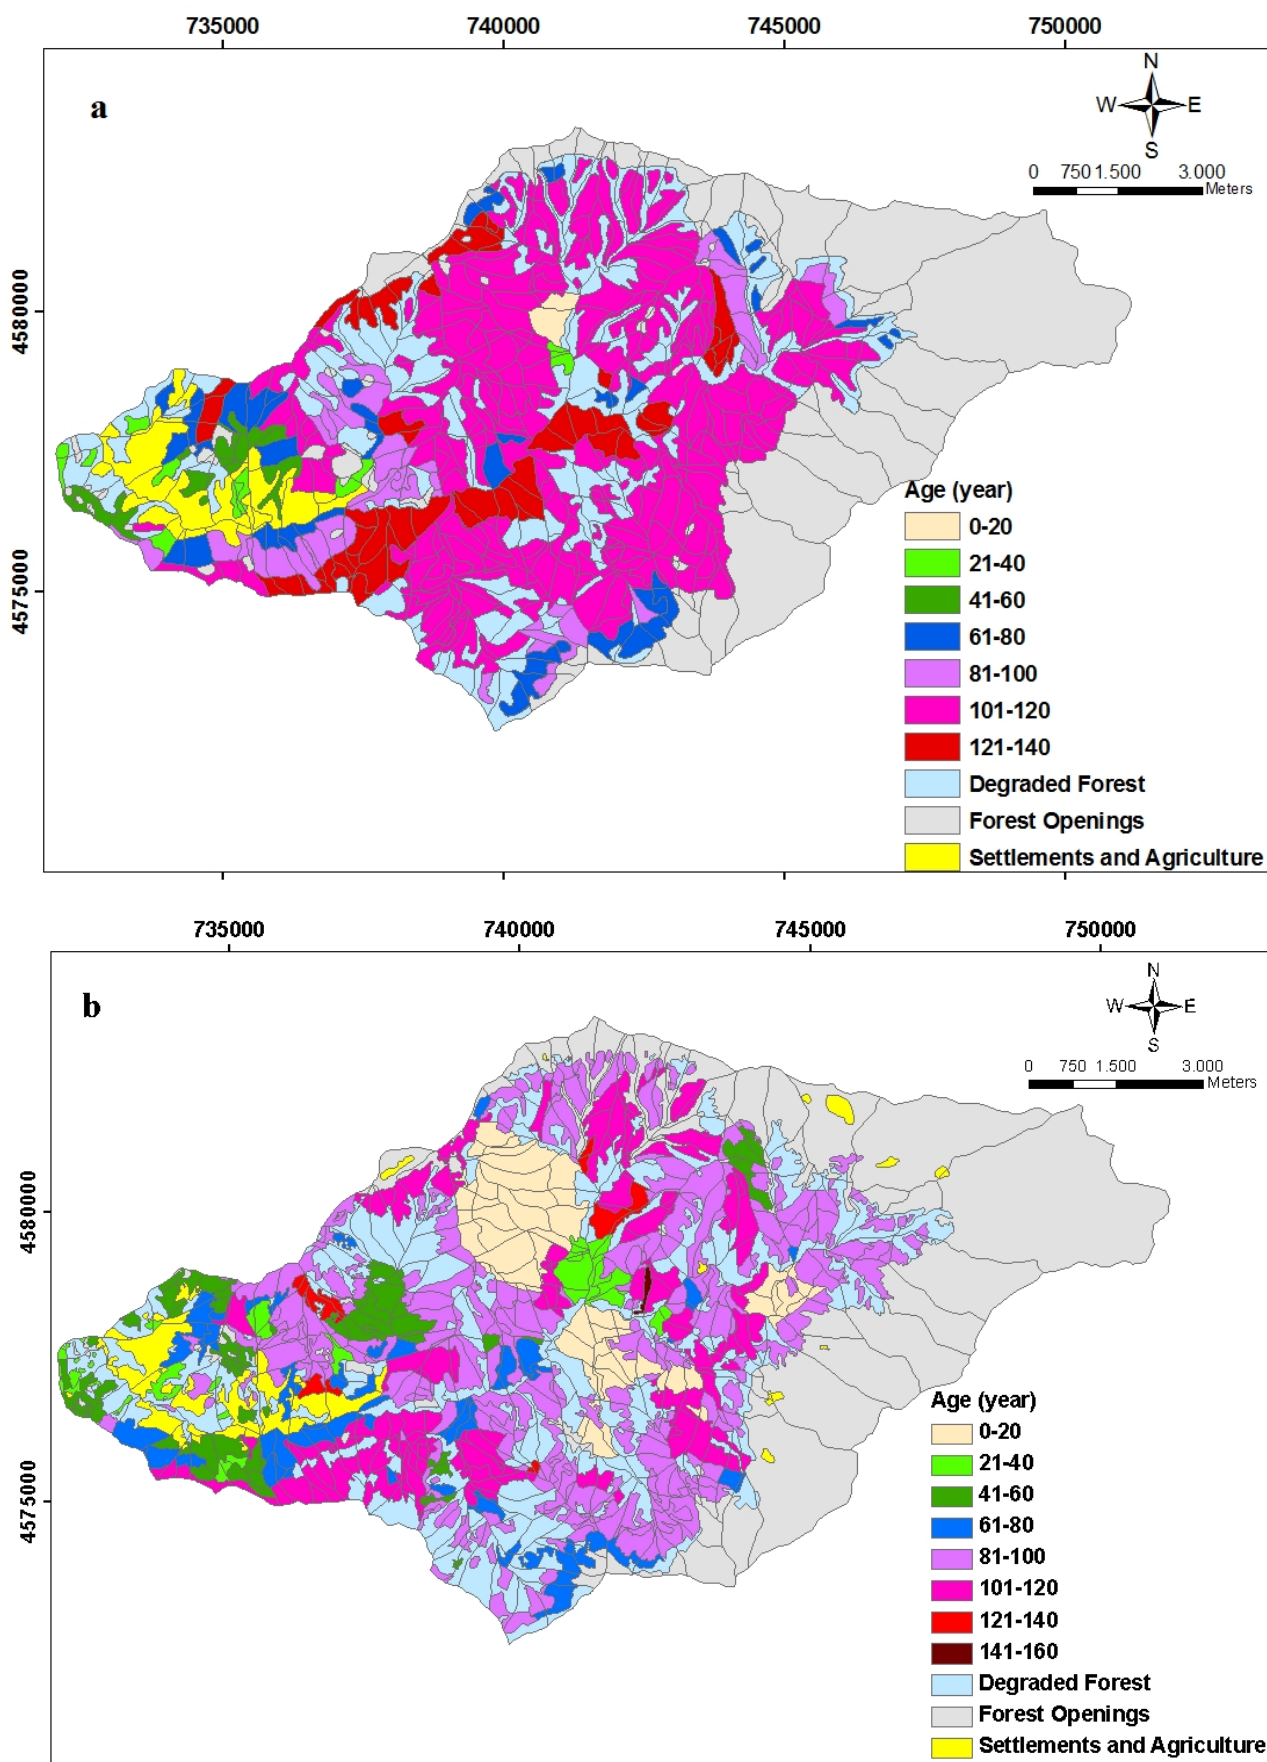 735000 740000 745000 750000
a
N
W E
S
0 750 1.500 3.000
Meters
4580000
4575000
Age (year)
0-20
21-40
41-60
61-80
81-100
101-120
121-140
Degraded Forest
Forest Openings
Settlements and Agriculture
735000 740000 745000 750000
b
N
W E
S
0 750 1.500 3.000
Meters
4580000
4575000
Age (year)
0-20
21-40
41-60
61-80
81-100
101-120
121-140
141-160
Degraded Forest
Forest Openings
Settlements and Agriculture